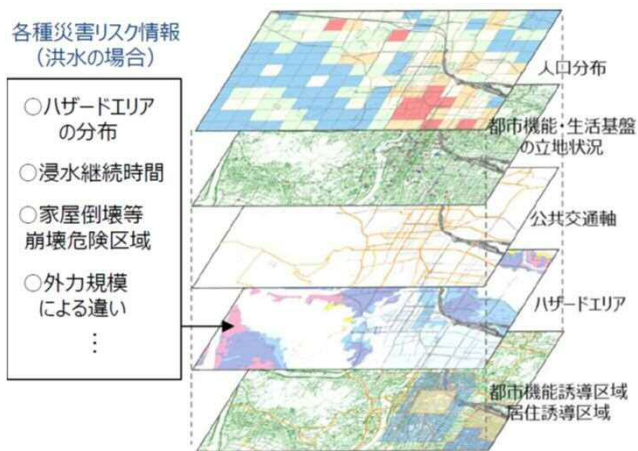 各種災害リスク情報
（洪水の場合）
○ハザードエリア
の分布
○浸水継続時間
○家屋倒壊等
崩壊危険区域
○外力規模
による違い
⋮
人口分布
都市機能・生活基盤
の立地状況
公共交通軸
ハザードエリア
都市機能誘導区域
居住誘導区域